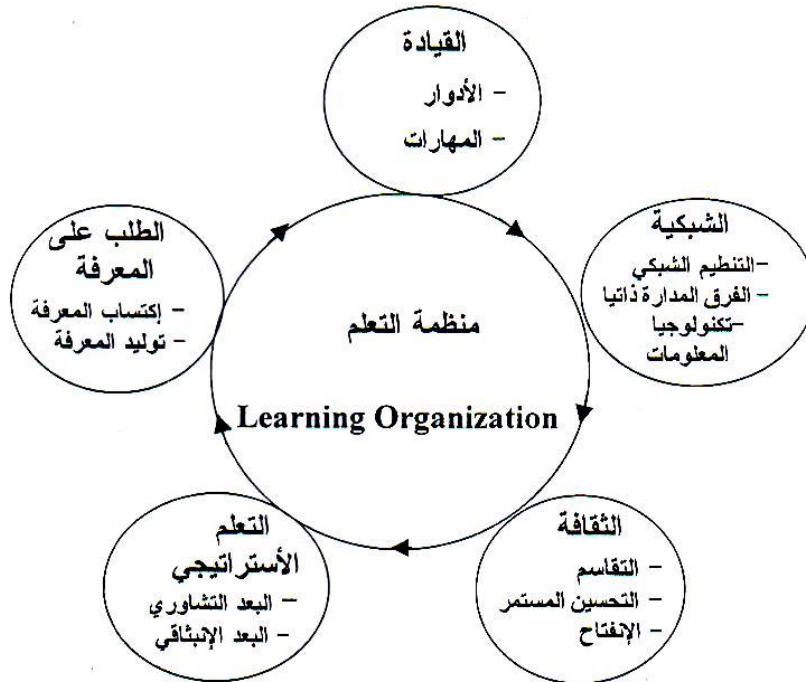 القيادة
- الأدوار
- المهارات
الشبكية
-التنظيم الشبكي
-الفرق المدارة ذاتيا
-تكنولوجيا
المعلومات
الثقافة
- التقاسم
- التحسين المستمر
- الإنفتاح
التعلم
الأستراتيجي
- البعد التشاوري
- البعد الإنبثاقي
الطلب على
المعرفة
- إكتساب المعرفة
- توليد المعرفة
منظمة التعلم
Learning Organization